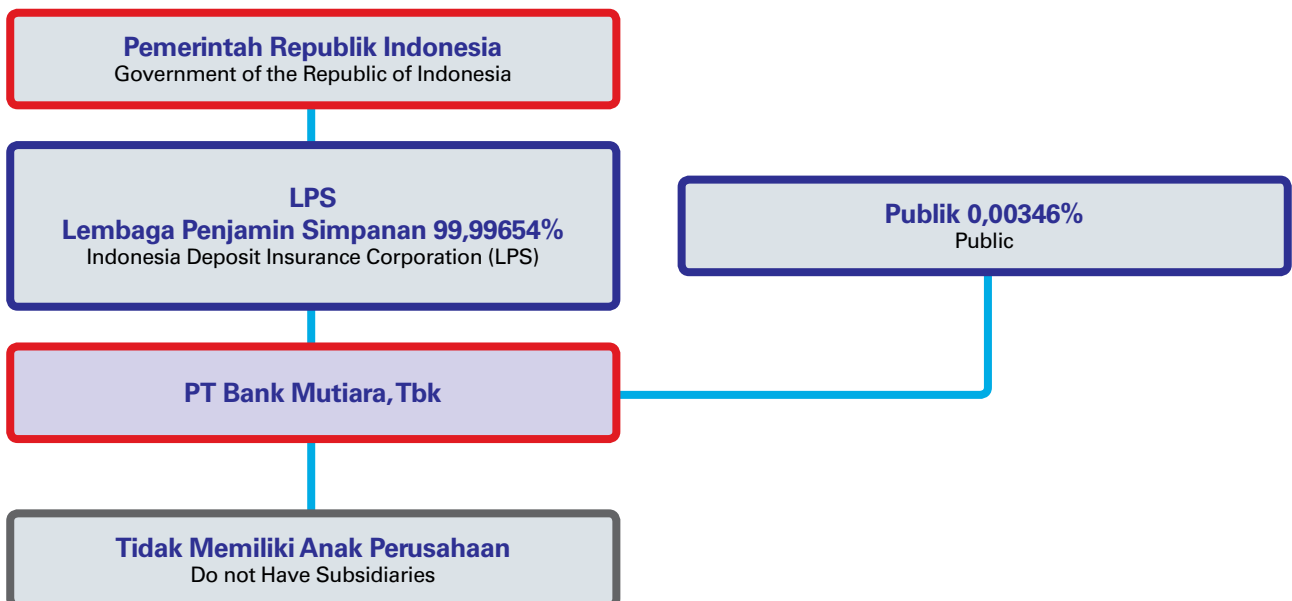 Pemerintah Republik Indonesia
Government of the Republic of Indonesia
LPS
Lembaga Penjamin Simpanan 99,99654%
Indonesia Deposit Insurance Corporation (LPS)
Publik 0,00346%
Public
PT Bank Mutiara, Tbk
Tidak Memiliki Anak Perusahaan
Do not Have Subsidiaries